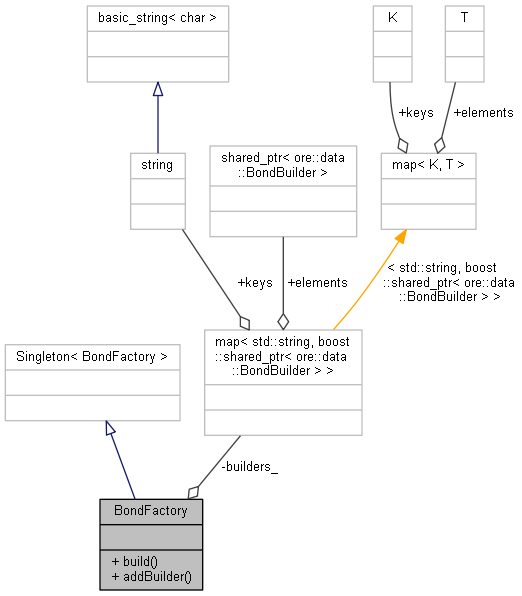 basic_string< char >
K
T
+keys
+elements
string
shared_ptr< ore::data
::BondBuilder >
map< K, T >
< std::string, boost
::shared_ptr< ore::data
::BondBuilder > >
+keys
+elements
map< std::string, boost
::shared_ptr< ore::data
::BondBuilder > >
Singleton< BondFactory >
-builders_
BondFactory
+ build()
+ addBuilder()